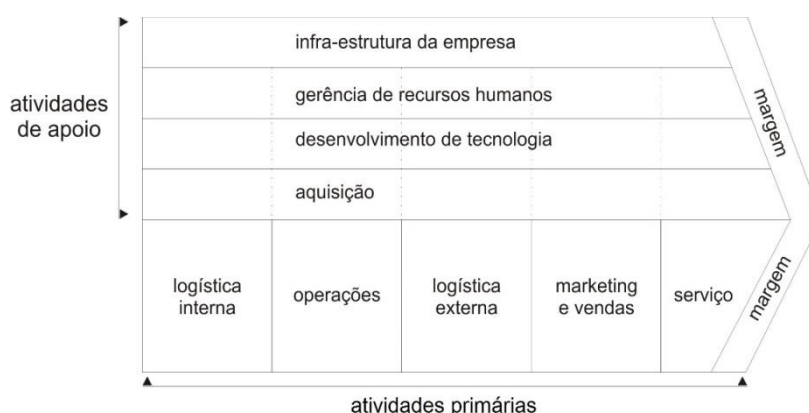 infra-estrutura da empresa
atividades
de apoio
gerência de recursos humanos
desenvolvimento de tecnologia
aquisição
margem
logística
interna
operações
logística
externa
marketing
e vendas
serviço
margem
atividades primárias